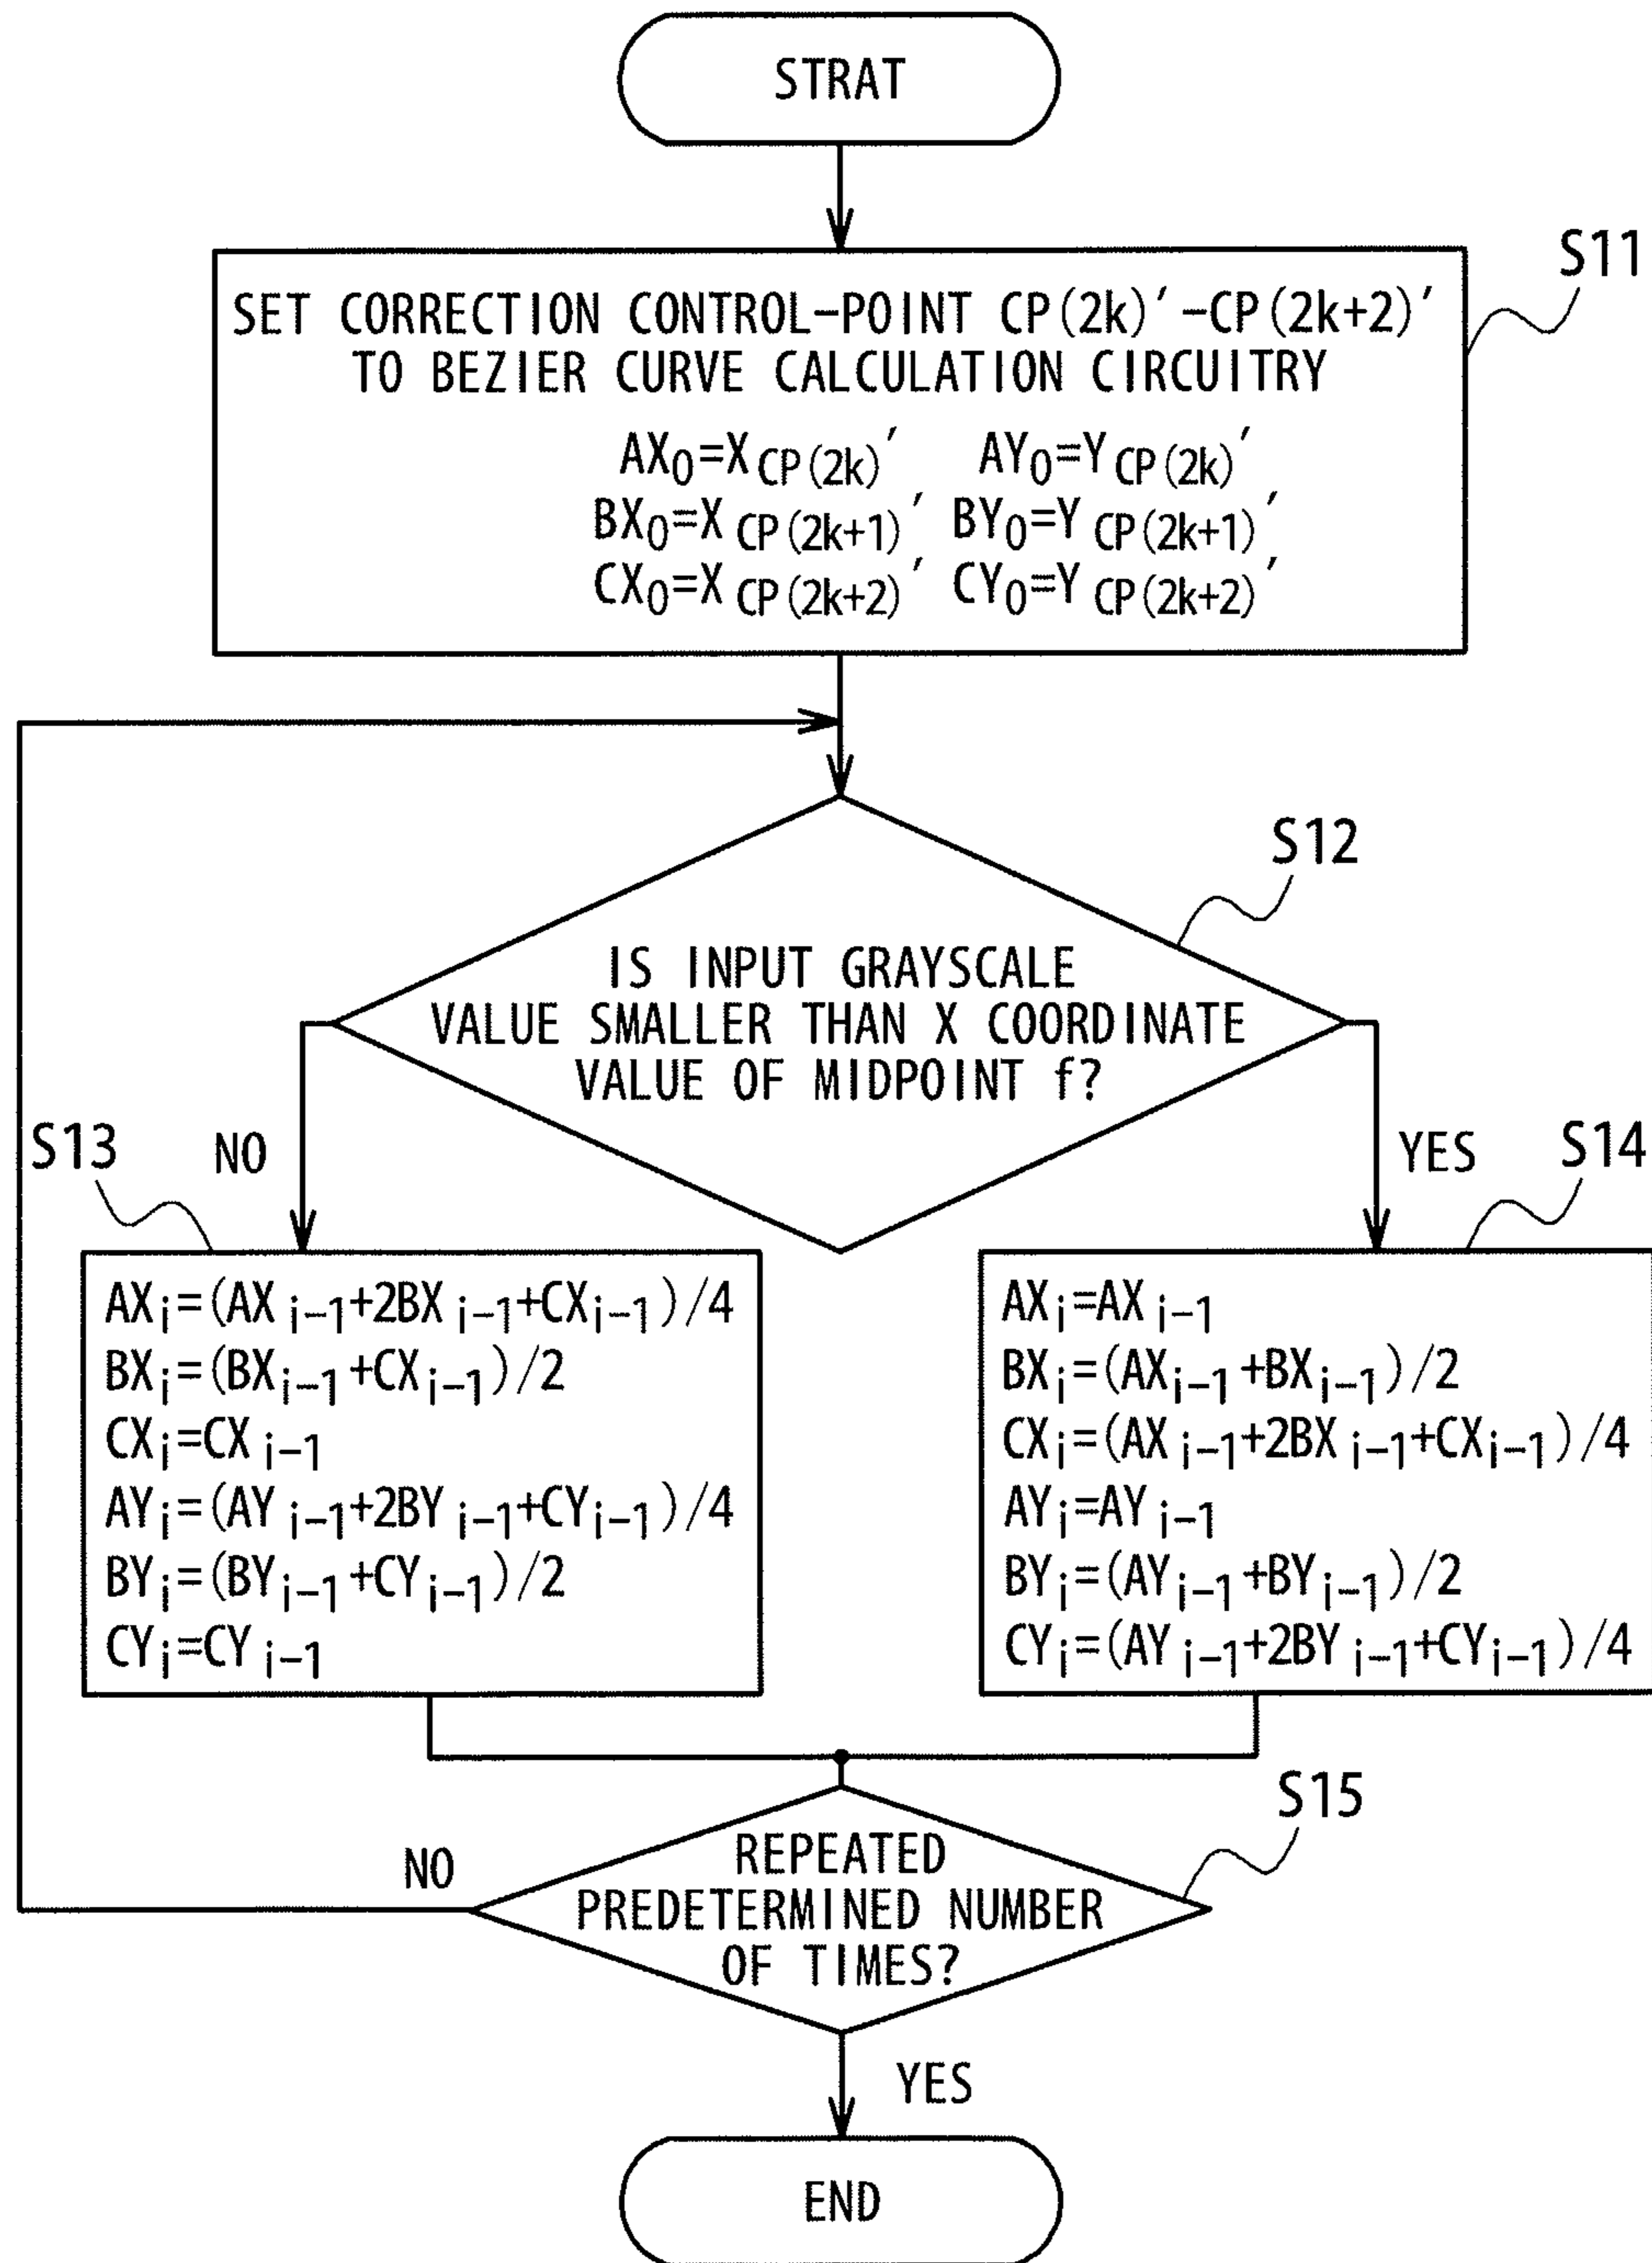 STRAT
S11
SET CORRECTION CONTROL-POINT CP(2k)′-CP(2k+2)′
TO BEZIER CURVE CALCULATION CIRCUITRY
AX0=XCP(2k)′ AY0=YCP(2k)′
BX0=XCP(2k+1)′ BY0=YCP(2k+1)′
CX0=XCP(2k+2)′ CY0=YCP(2k+2)′
S12
IS INPUT GRAYSCALE
VALUE SMALLER THAN X COORDINATE
VALUE OF MIDPOINT f?
S13
NO
YES
S14
AXi=(AXi-1+2BXi-1+CXi-1)/4
BXi=(BXi-1+CXi-1)/2
CXi=CXi-1
AYi=(AYi-1+2BYi-1+CYi-1)/4
BYi=(BYi-1+CYi-1)/2
CYi=CYi-1
AXi=AXi-1
BXi=(AXi-1+BXi-1)/2
CXi=(AXi-1+2BXi-1+CXi-1)/4
AYi=AYi-1
BYi=(AYi-1+BYi-1)/2
CYi=(AYi-1+2BYi-1+CYi-1)/4
S15
NO
REPEATED
PREDETERMINED NUMBER
OF TIMES?
YES
END